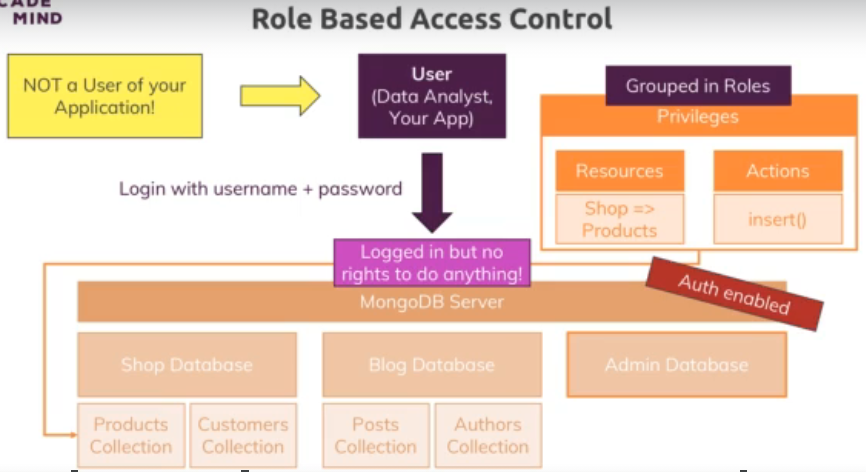 MIND
Role Based Access Control
NOT a User of your
Application!
User
(Data Analyst,
Your App)
Grouped in Roles
Privileges
Resources
Actions
Shop =>
Products
insert()
Login with username + password
Logged in but no
rights to do anything!
Auth enabled
MongoDB Server
Shop Database
Blog Database
Admin Database
Products
Collection
Customers
Collection
Posts
Collection
Authors
Collection